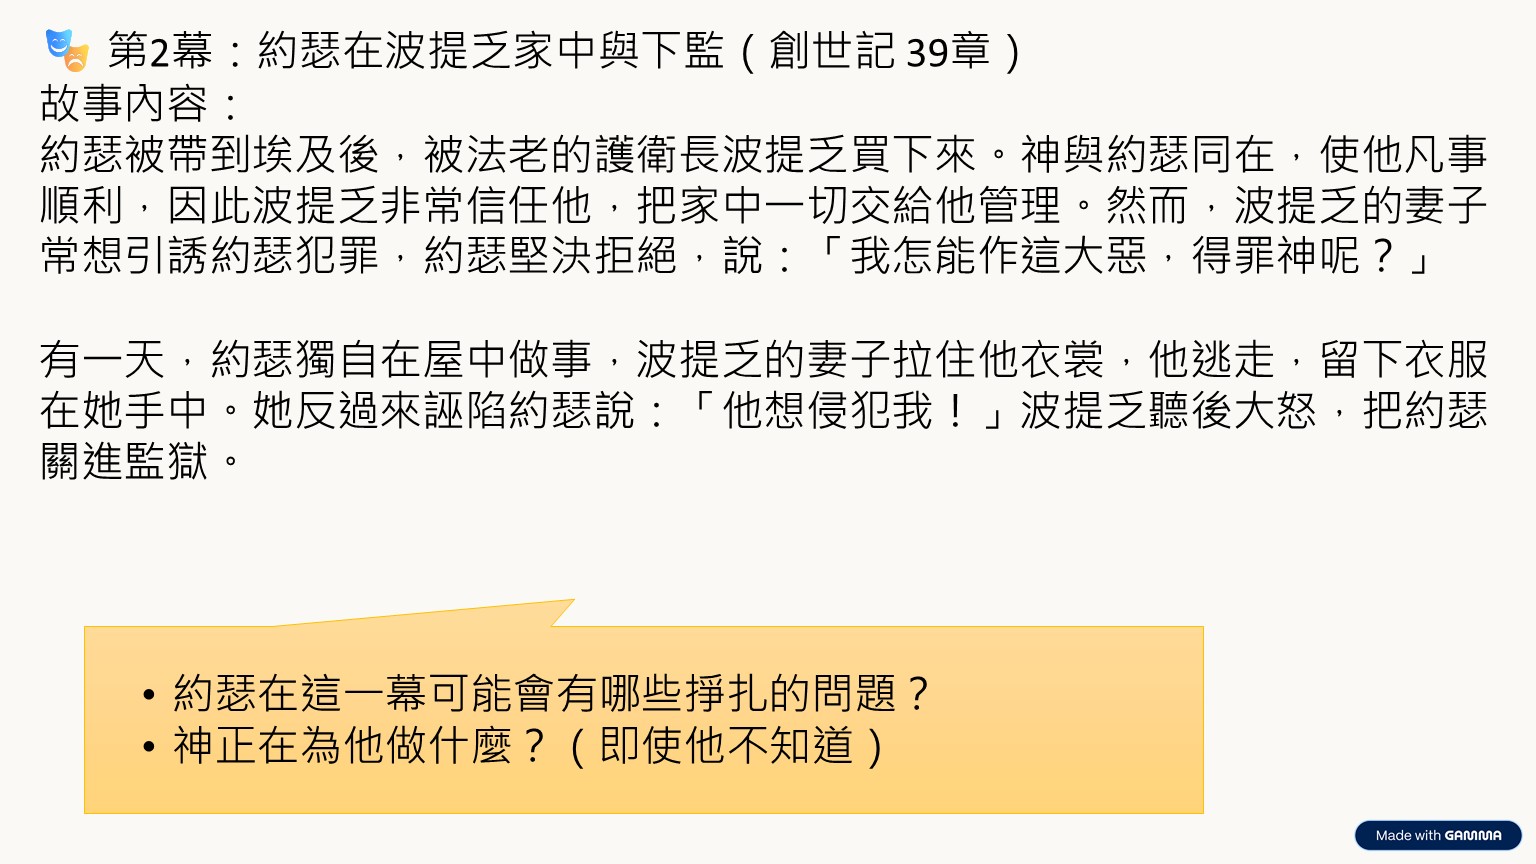 第2幕：約瑟在波提乏家中與下監（創世記 39章）
故事內容：
約瑟被帶到埃及後，被法老的護衛長波提乏買下來。神與約瑟同在，使他凡事
順利，因此波提乏非常信任他，把家中一切交給他管理。然而，波提乏的妻子
常想引誘約瑟犯罪，約瑟堅決拒絕，說：「我怎能作這大惡，得罪神呢？」
有一天，約瑟獨自在屋中做事，波提乏的妻子拉住他衣裳，他逃走，留下衣服
在她手中。她反過來誣陷約瑟說：「他想侵犯我！」波提乏聽後大怒，把約瑟
關進監獄。
• 約瑟在這一幕可能會有哪些掙扎的問題？
• 神正在為他做什麼？（即使他不知道）
Made with GAMMA